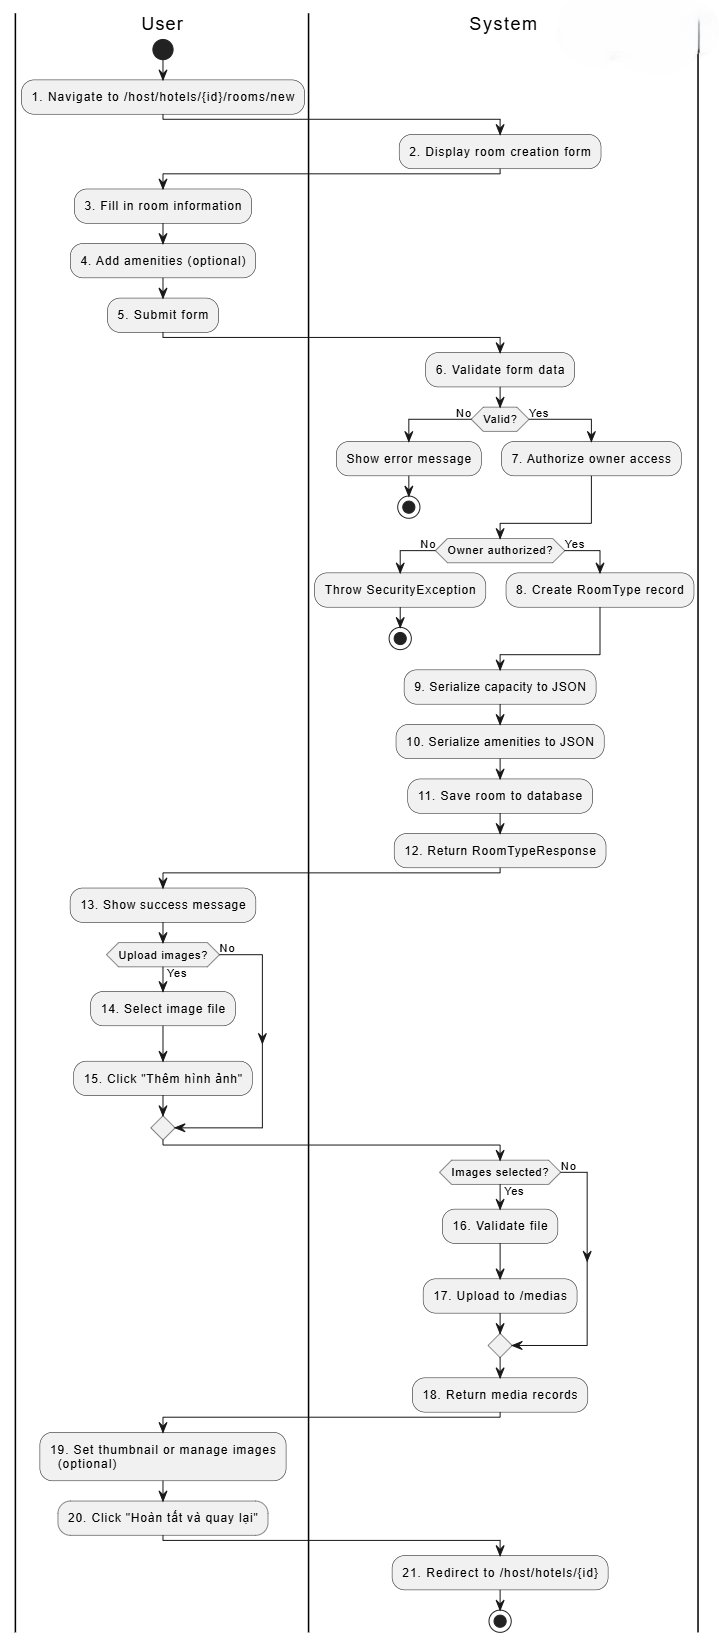 User
System
1. Navigate to /host/hotels/{id}/rooms/new
2. Display room creation form
3. Fill in room information
4. Add amenities (optional)
5. Submit form
6. Validate form data
No
Valid?
Yes
Show error message
7. Authorize owner access
No
Owner authorized?
Yes
Throw SecurityException
8. Create RoomType record
9. Serialize capacity to JSON
10. Serialize amenities to JSON
11. Save room to database
12. Return RoomTypeResponse
13. Show success message
Upload images?
No
Yes
14. Select image file
15. Click "Thêm hình ảnh"
Images selected?
No
Yes
16. Validate file
17. Upload to /medias
18. Return media records
19. Set thumbnail or manage images
(optional)
20. Click "Hoàn tất và quay lại"
21. Redirect to /host/hotels/{id}